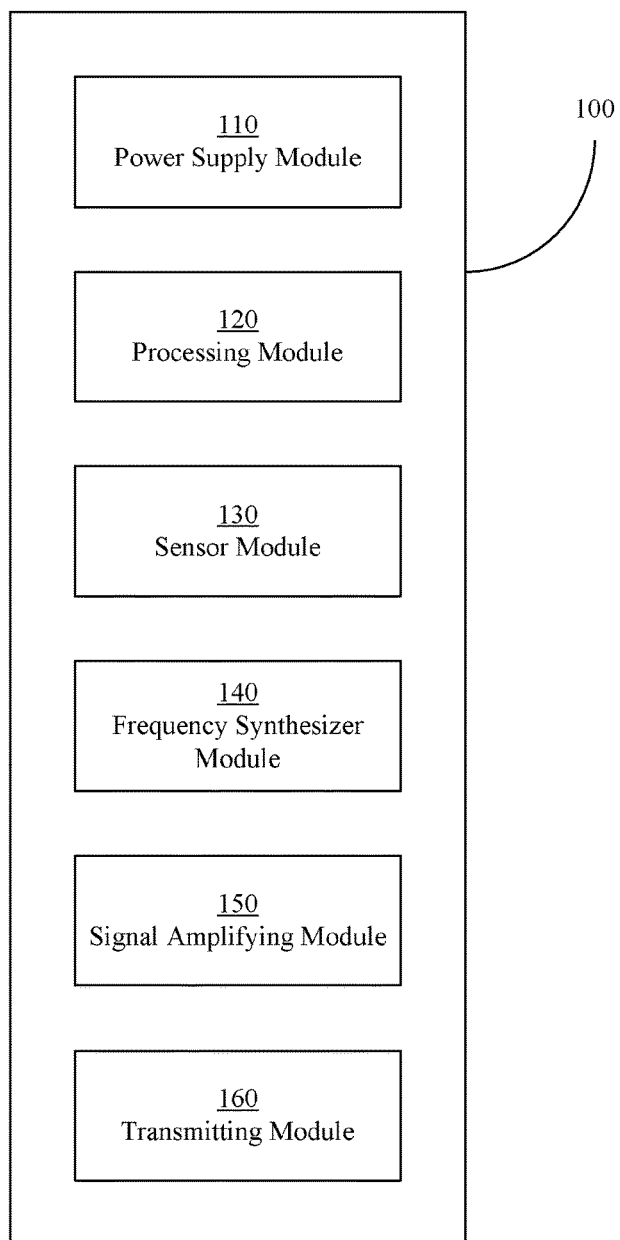 100
110
Power Supply Module
120
Processing Module
130
Sensor Module
140
Frequency Synthesizer
Module
150
Signal Amplifying Module
160
Transmitting Module